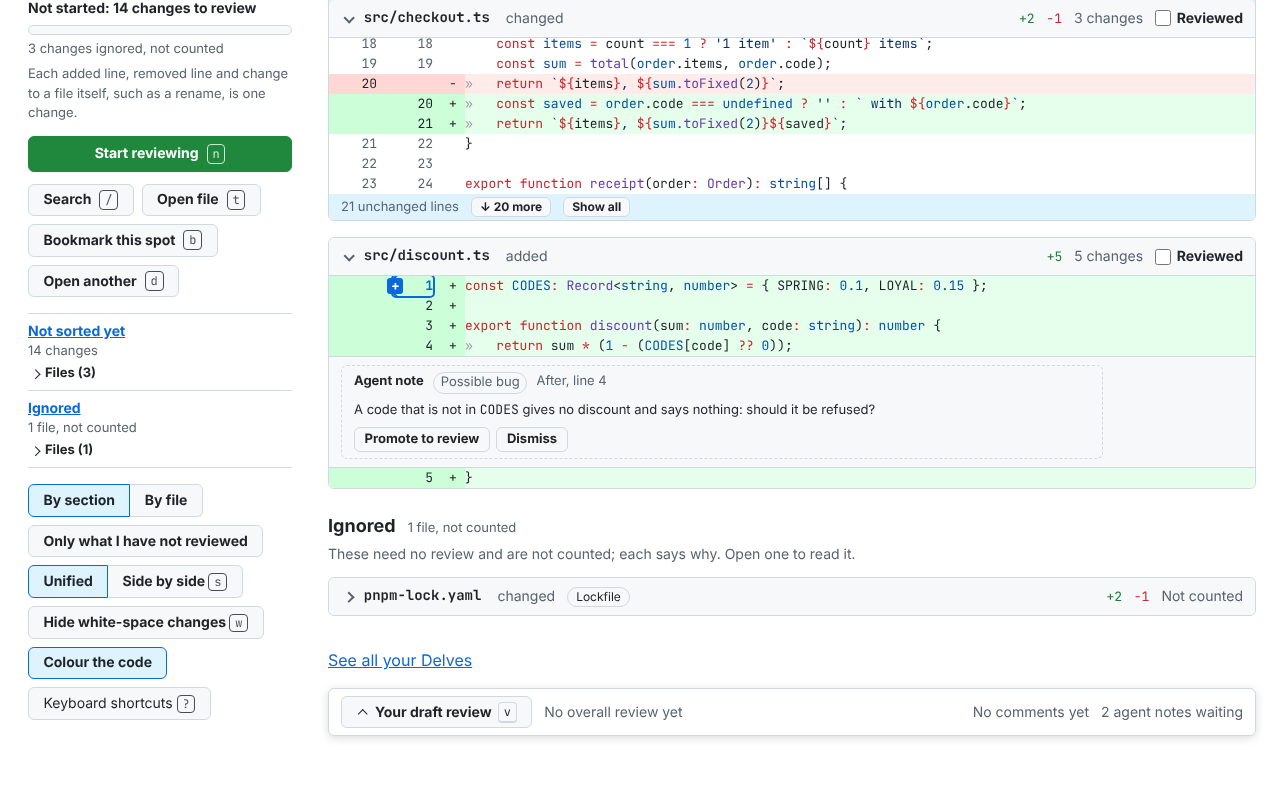 Not started: 14 changes to review
3 changes ignored, not counted
Each added line, removed line and change
to a file itself, such as a rename, is one
change.
Start reviewing n
Search / Open file t
Bookmark this spot b
Open another d
Not sorted yet
14 changes
Files (3)
Ignored
1 file, not counted
Files (1)
By section By file
Only what I have not reviewed
Unified Side by side s
Hide white-space changes w
Colour the code
Keyboard shortcuts ?
src/checkout.ts changed +2 -1 3 changes Reviewed
18 18 const items = count === 1 ? '1 item' : `${count} items`;
19 19 const sum = total(order.items, order.code);
20 - » return `${items}, ${sum.toFixed(2)}`;
20 + » const saved = order.code === undefined ? '' : ` with ${order.code}`;
21 + » return `${items}, ${sum.toFixed(2)}${saved}`;
21 22 }
22 23
23 24 export function receipt(order: Order): string[] {
21 unchanged lines ↓ 20 more Show all
src/discount.ts added +5 5 changes Reviewed
+ 1 + const CODES: Record<string, number> = { SPRING: 0.1, LOYAL: 0.15 };
2 +
3 + export function discount(sum: number, code: string): number {
4 + » return sum * (1 - (CODES[code] ?? 0));
Agent note Possible bug After, line 4
A code that is not in CODES gives no discount and says nothing: should it be refused?
Promote to review Dismiss
5 + }
Ignored 1 file, not counted
These need no review and are not counted; each says why. Open one to read it.
pnpm-lock.yaml changed Lockfile +2 -1 Not counted
See all your Delves
Your draft review v No overall review yet No comments yet 2 agent notes waiting